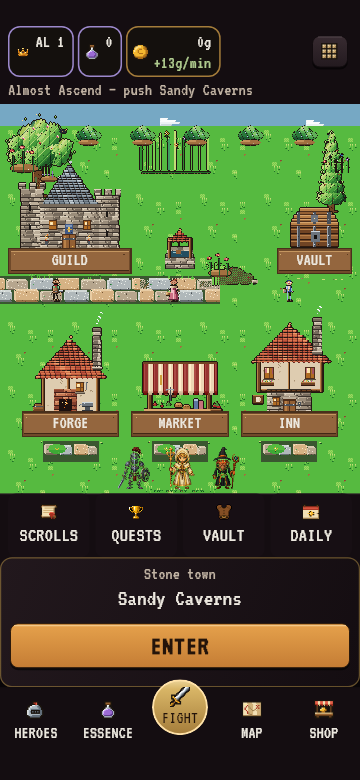 AL 1
0
0g
+13g/min
Almost Ascend – push Sandy Caverns
GUILD
VAULT
FORGE
MARKET
INN
SCROLLS
QUESTS
VAULT
DAILY
Stone town
Sandy Caverns
ENTER
HEROES
ESSENCE
FIGHT
MAP
SHOP